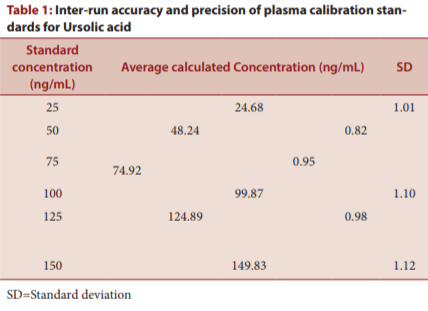 Table 1: Inter-run accuracy and precision of plasma calibration stan-
dards for Ursolic acid
Standard
concentration
(ng/mL)
Average calculated Concentration (ng/mL)
SD
25 24.68 1.01
50 48.24 0.82
75 74.92 0.95
100 99.87 1.10
125 124.89 0.98
150 149.83 1.12
SD=Standard deviation